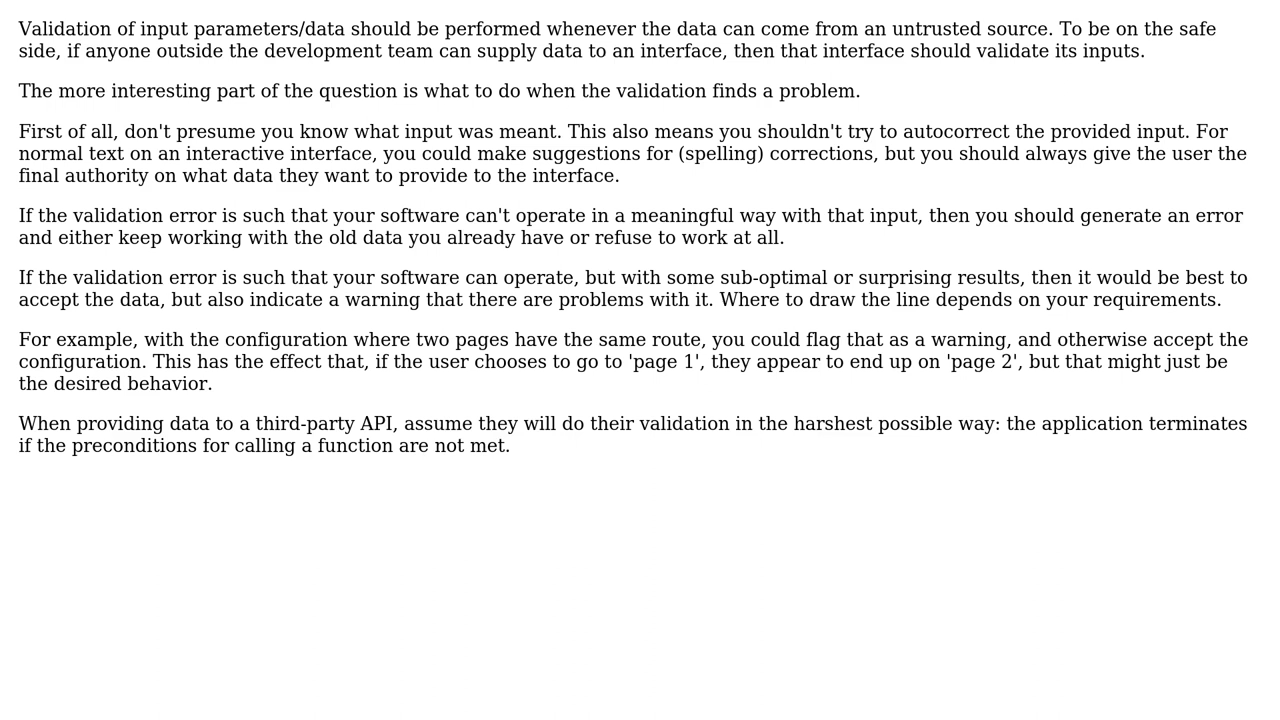 Validation of input parameters/data should be performed whenever the data can come from an untrusted source. To be on the safe
side, if anyone outside the development team can supply data to an interface, then that interface should validate its inputs.
The more interesting part of the question is what to do when the validation finds a problem.
First of all, don't presume you know what input was meant. This also means you shouldn't try to autocorrect the provided input. For
normal text on an interactive interface, you could make suggestions for (spelling) corrections, but you should always give the user the
final authority on what data they want to provide to the interface.
If the validation error is such that your software can't operate in a meaningful way with that input, then you should generate an error
and either keep working with the old data you already have or refuse to work at all.
If the validation error is such that your software can operate, but with some sub-optimal or surprising results, then it would be best to
accept the data, but also indicate a warning that there are problems with it. Where to draw the line depends on your requirements.
For example, with the configuration where two pages have the same route, you could flag that as a warning, and otherwise accept the
configuration. This has the effect that, if the user chooses to go to 'page 1', they appear to end up on 'page 2', but that might just be
the desired behavior.
When providing data to a third-party API, assume they will do their validation in the harshest possible way: the application terminates
if the preconditions for calling a function are not met.